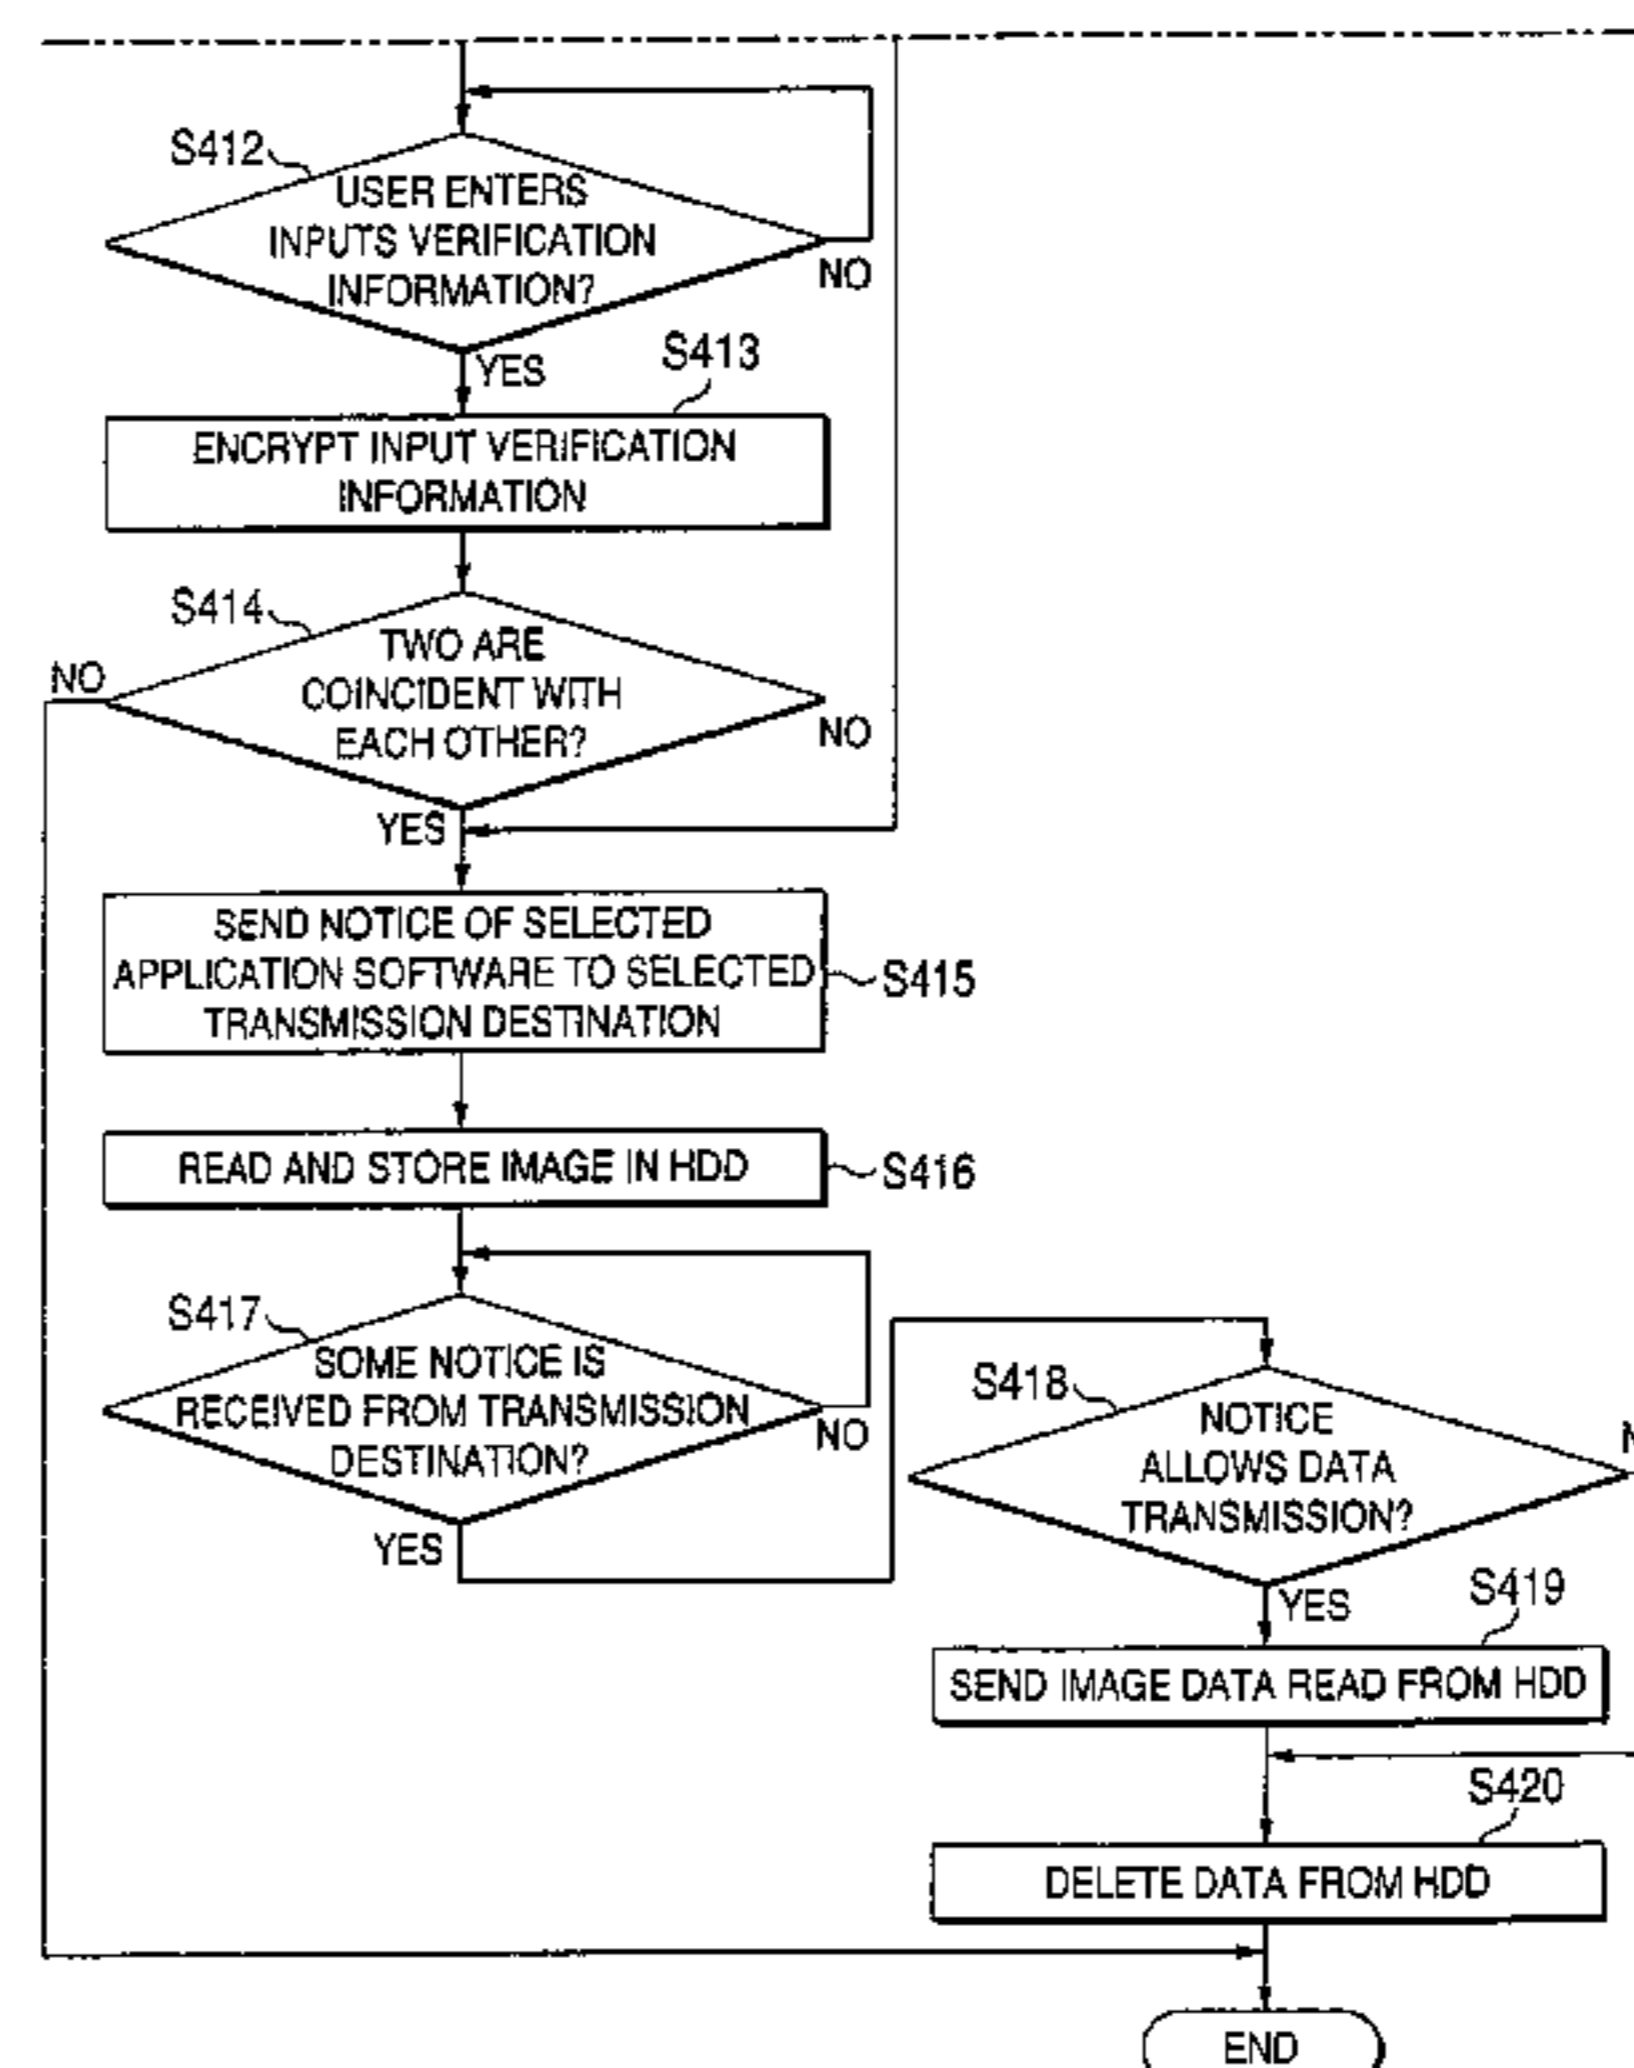 S412
USER ENTERS
INPUTS VERIFICATION
INFORMATION?
NO
YES
S413
ENCRYPT INPUT VERIFICATION
INFORMATION
S414
TWO ARE
COINCIDENT WITH
EACH OTHER?
NO
NO
YES
SEND NOTICE OF SELECTED
APPLICATION SOFTWARE TO SELECTED
TRANSMISSION DESTINATION
S415
READ AND STORE IMAGE IN HDD
S416
S417
SOME NOTICE IS
RECEIVED FROM TRANSMISSION
DESTINATION?
NO
YES
S418
NOTICE
ALLOWS DATA
TRANSMISSION?
YES
S419
SEND IMAGE DATA READ FROM HDD
S420
DELETE DATA FROM HDD
END